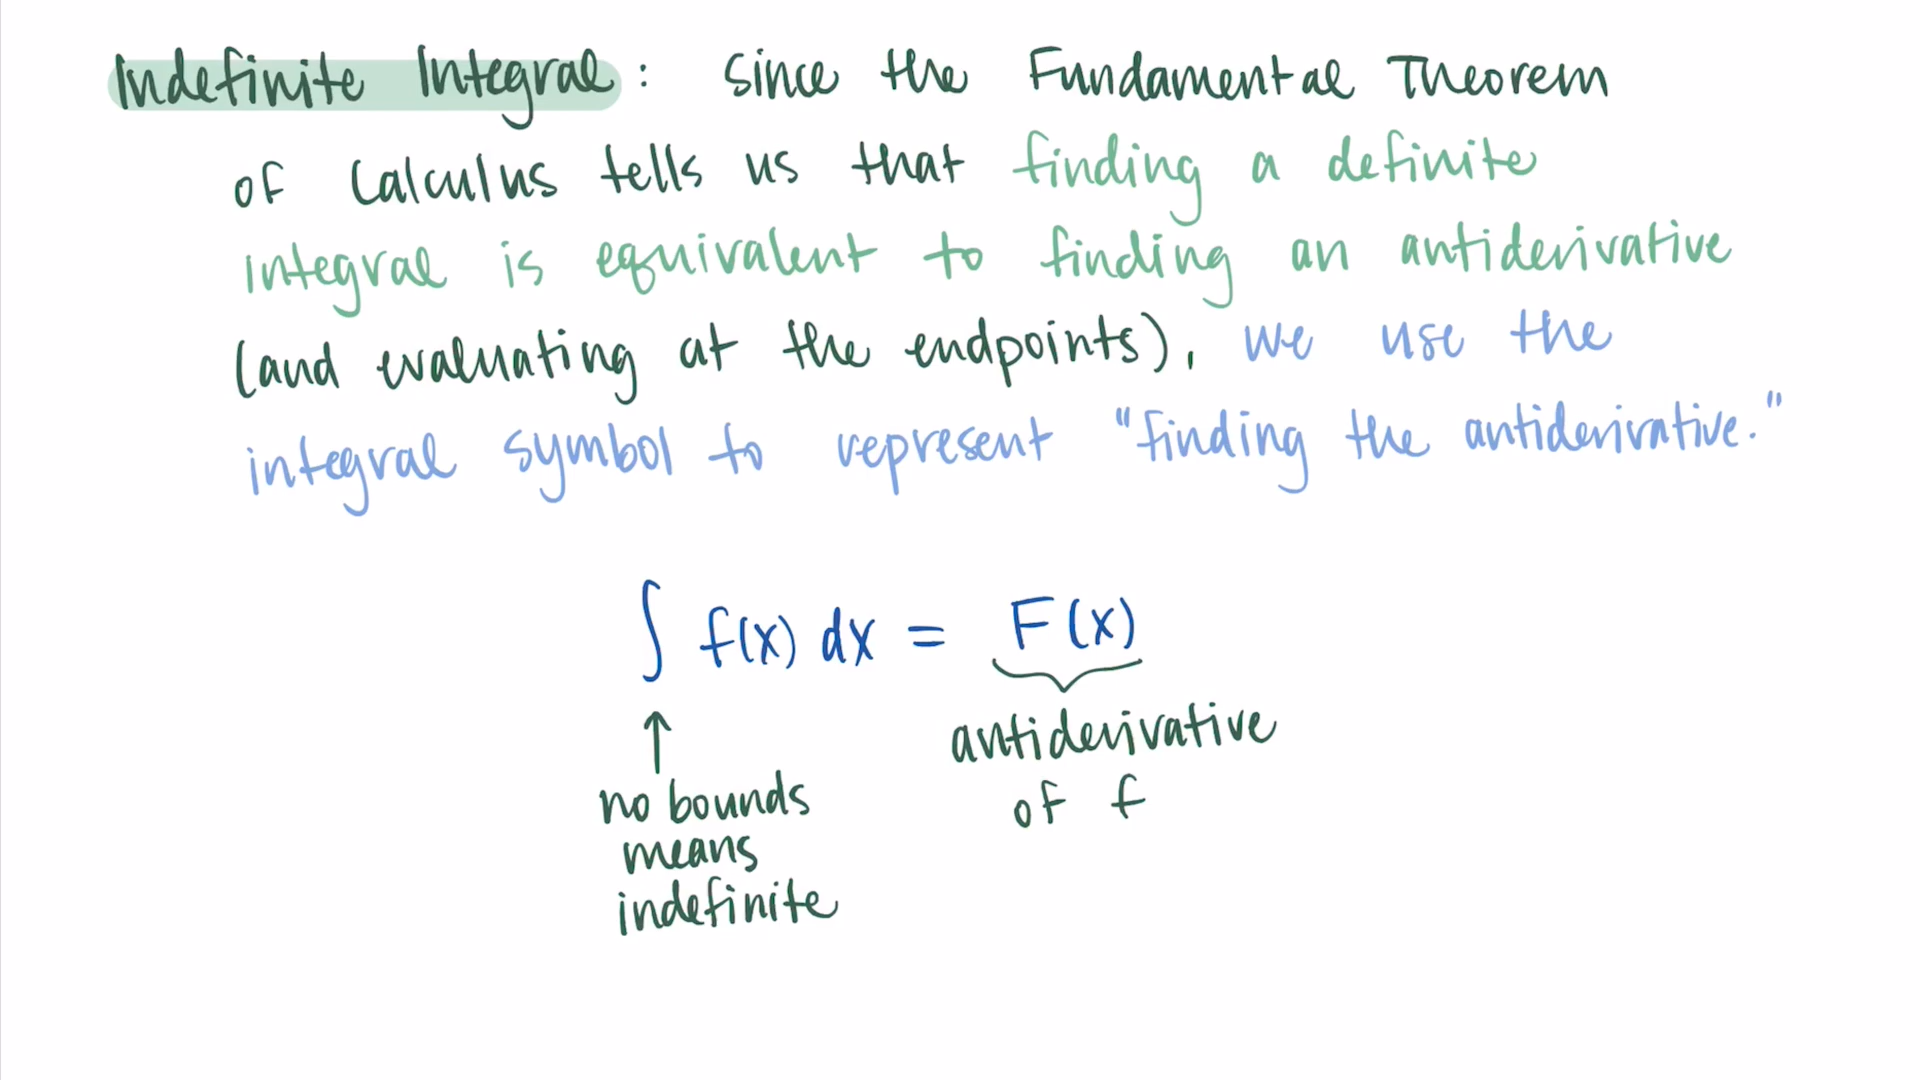 Indefinite Integral: since the Fundamental Theorem
of Calculus tells us that finding a definite
integral is equivalent to finding an antiderivative
(and evaluating at the endpoints), we use the
integral symbol to represent "finding the antiderivative."
∫ f(x) dx = F(x)
↑
no bounds
means
indefinite
antiderivative
of f